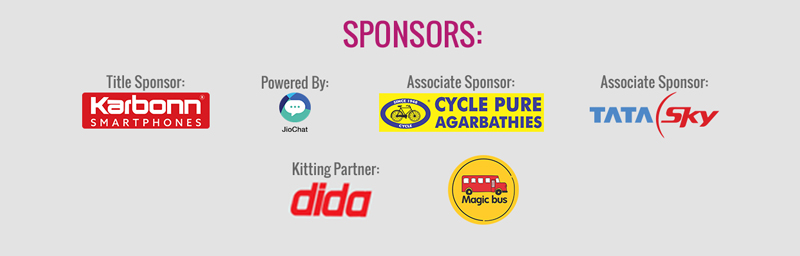 SPONSORS:
Title Sponsor:
Karbonn
SMARTPHONES
Powered By:
JioChat
Associate Sponsor:
SINCE 1948
CYCLE
CYCLE PURE
AGARBATHIES
Associate Sponsor:
TATA Sky
Kitting Partner:
dida
Magic bus